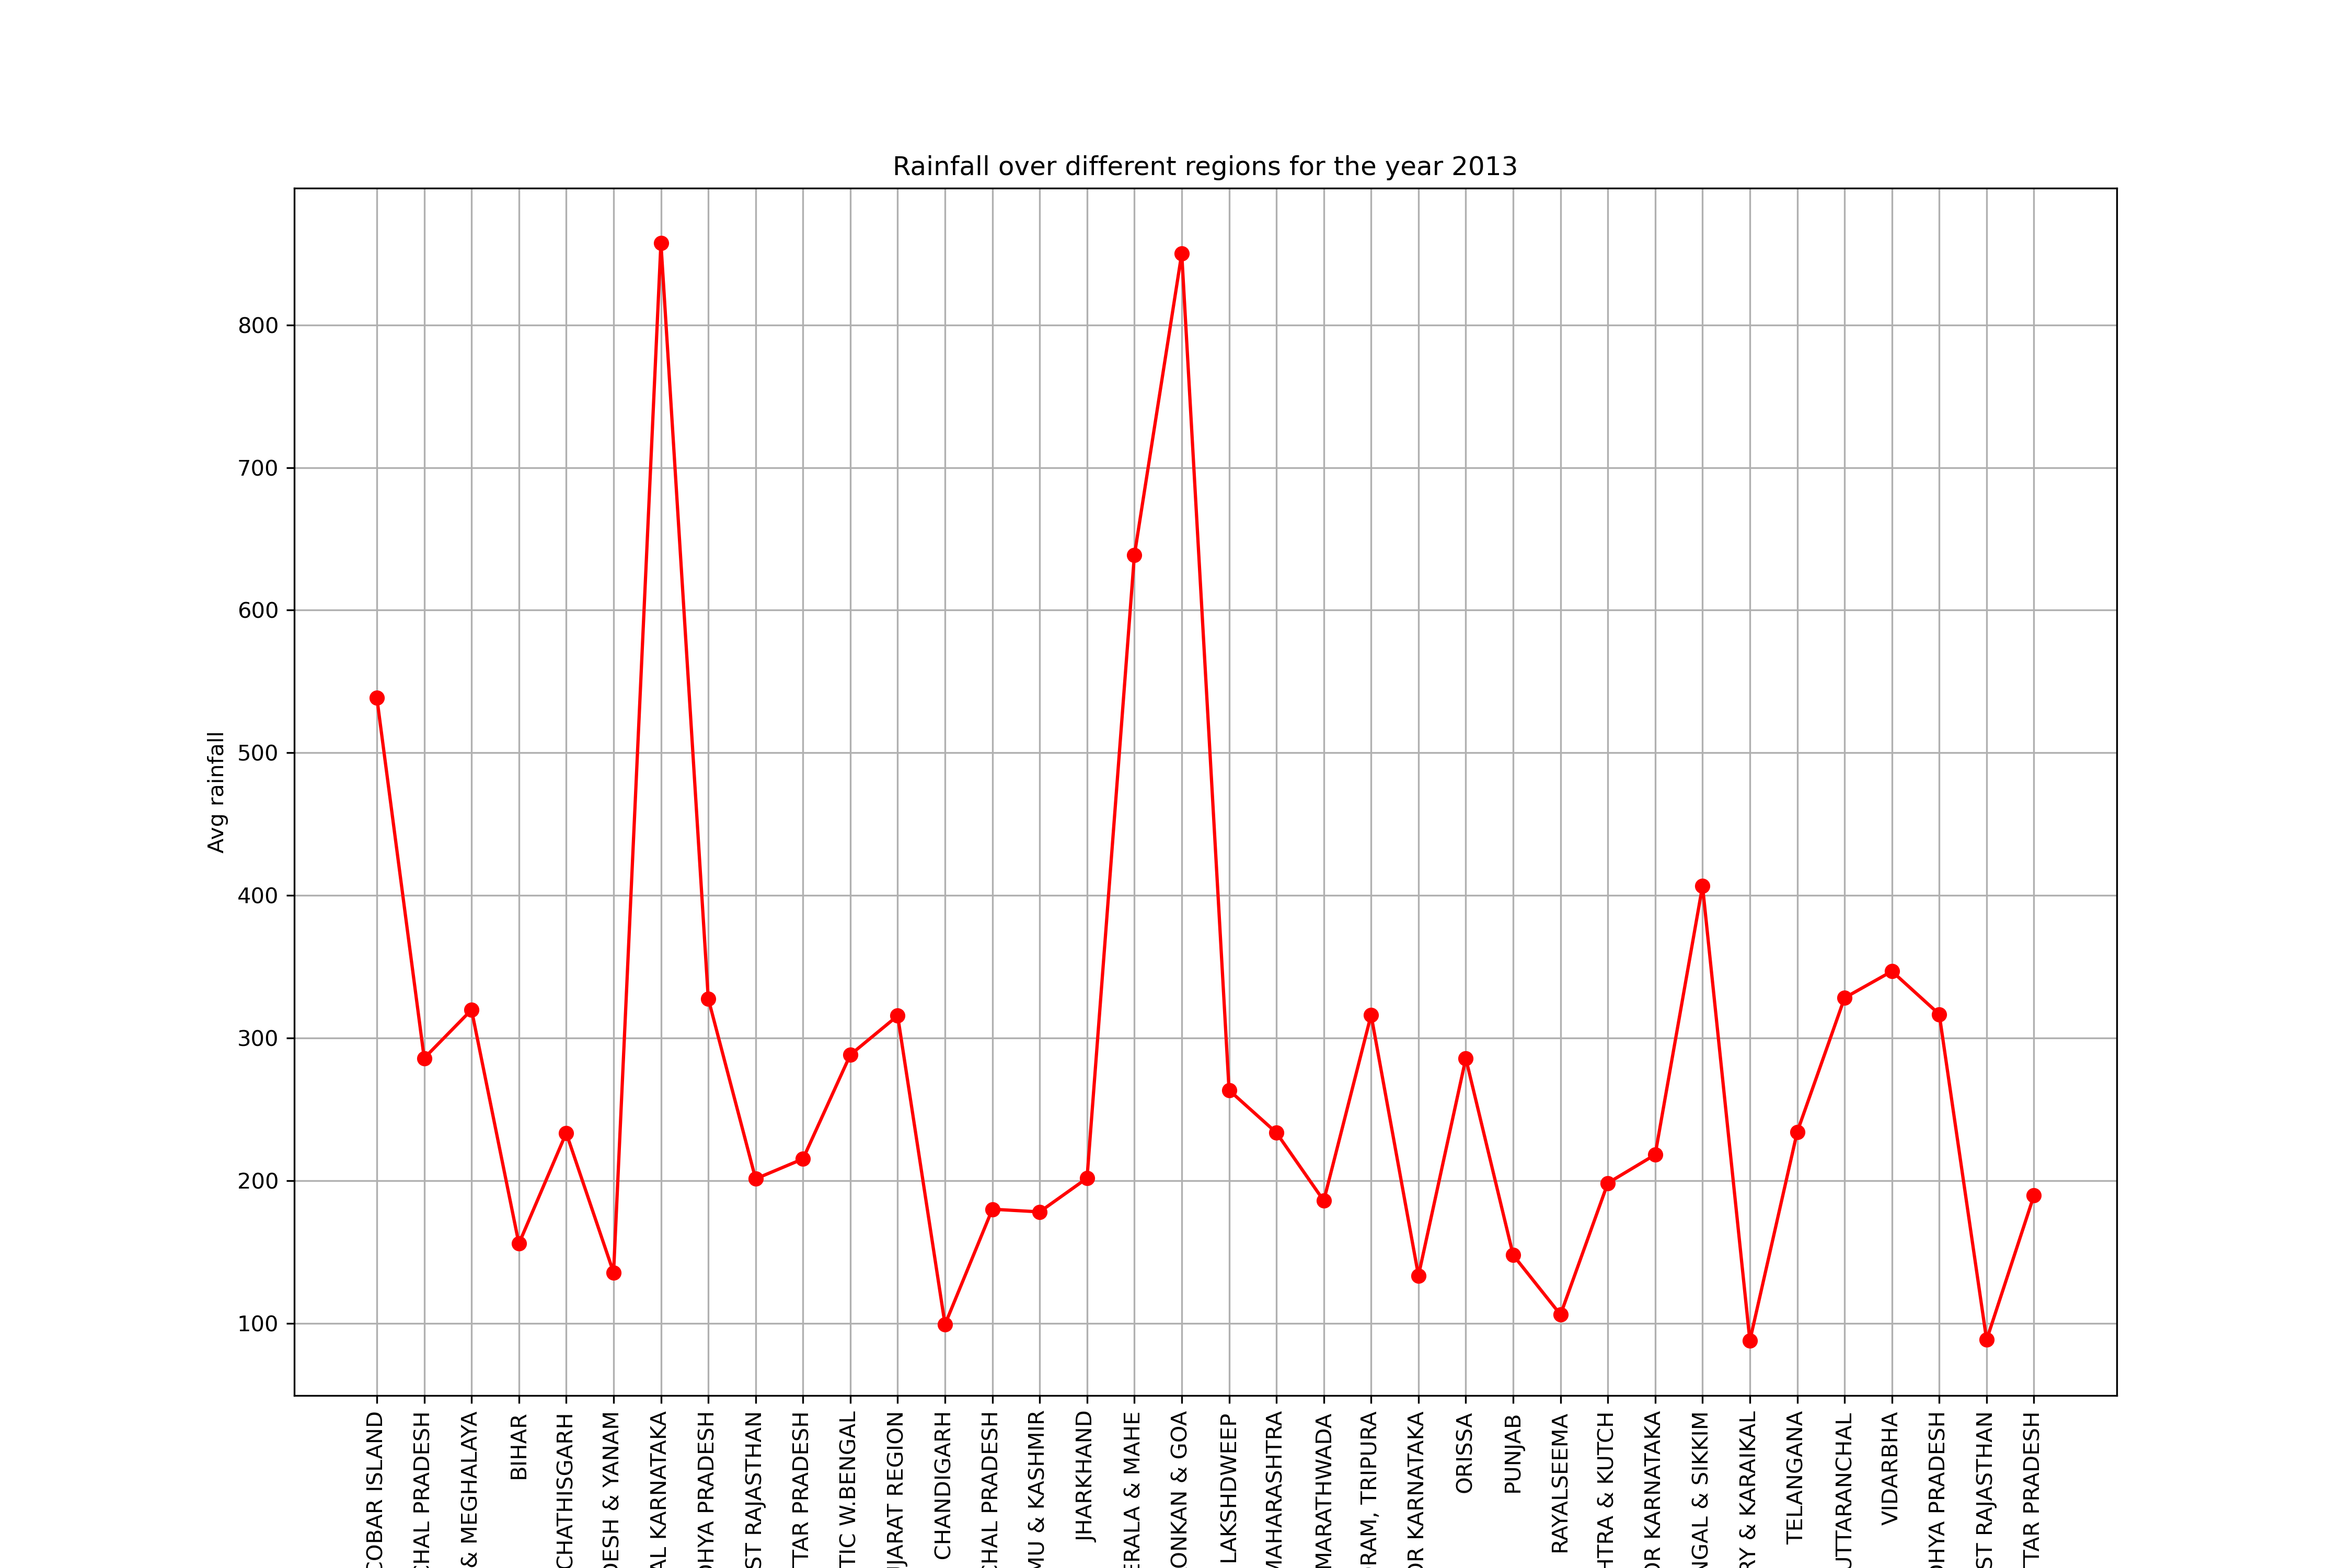 Rainfall over different regions for the year 2013
800
700
600
500
400
300
200
100
Avg rainfall
COBAR ISLAND
CHAL PRADESH
& MEGHALAYA
BIHAR
CHATHISGARH
DESH & YANAM
AL KARNATAKA
DHYA PRADESH
ST RAJASTHAN
TTAR PRADESH
TIC W.BENGAL
JARAT REGION
CHANDIGARH
CHAL PRADESH
MU & KASHMIR
JHARKHAND
ERALA & MAHE
ONKAN & GOA
LAKSHDWEEP
MAHARASHTRA
MARATHWADA
RAM, TRIPURA
OR KARNATAKA
ORISSA
PUNJAB
RAYALSEEMA
HTRA & KUTCH
OR KARNATAKA
NGAL & SIKKIM
RY & KARAIKAL
TELANGANA
UTTARANCHAL
VIDARBHA
DHYA PRADESH
ST RAJASTHAN
TTAR PRADESH